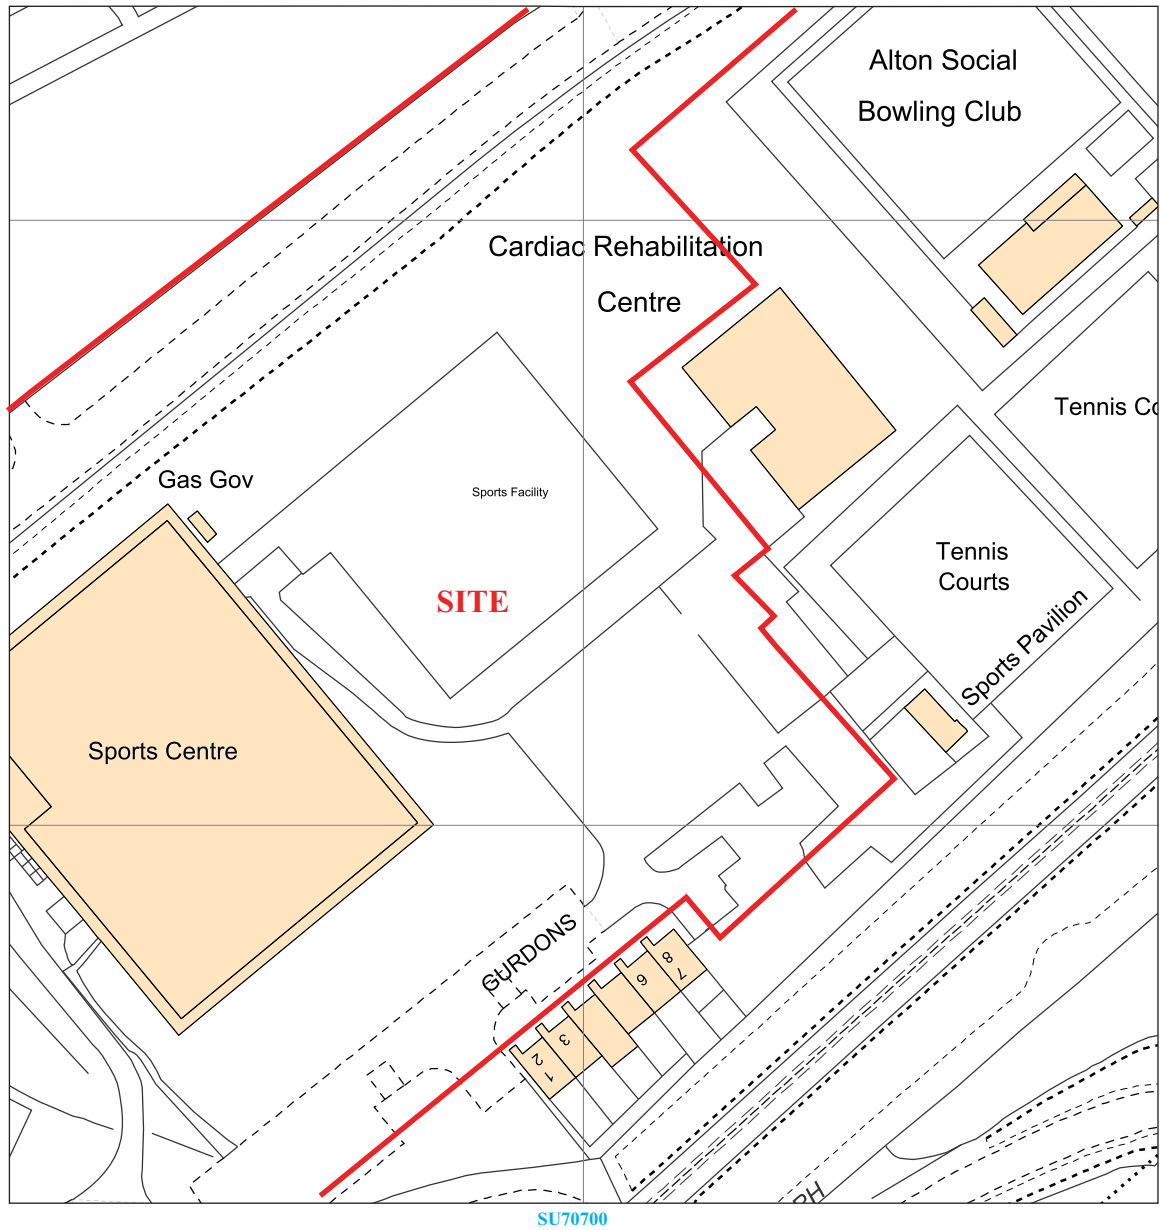 Alton Social
Bowling Club
Cardiac Rehabilitation
Centre
Tennis Co
Gas Gov
Sports Facility
Tennis
Courts
SITE
Sports Pavilion
Sports Centre
GURDONS
8
7
6
3
2
1
PH
SU70700